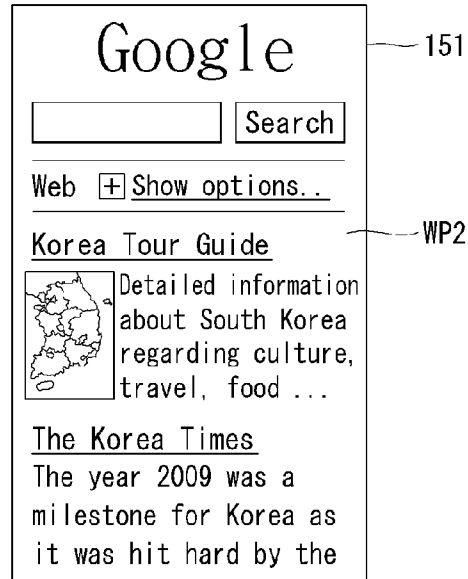 Google
151
Search
Web + Show options..
WP2
Korea Tour Guide
Detailed information
about South Korea
regarding culture,
travel, food ...
The Korea Times
The year 2009 was a
milestone for Korea as
it was hit hard by the